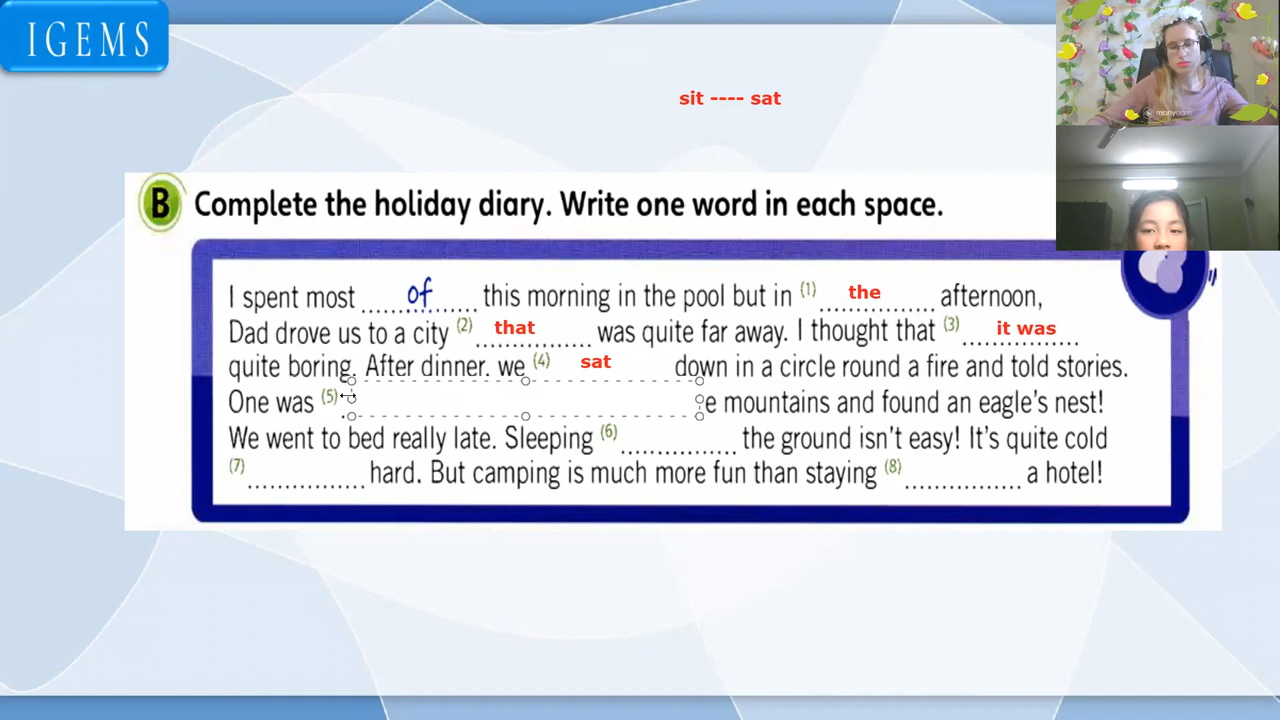 IGEMS
sit ---- sat
manycam
B Complete the holiday diary. Write one word in each space.
I spent most ......of....... this morning in the pool but in (1) the afternoon,
Dad drove us to a city (2) that was quite far away. I thought that (3) it was
quite boring. After dinner. we (4) sat down in a circle round a fire and told stories.
One was (5) . e mountains and found an eagle's nest!
We went to bed really late. Sleeping (6) ................ the ground isn't easy! It's quite cold
(7) ................ hard. But camping is much more fun than staying (8) ................ a hotel!